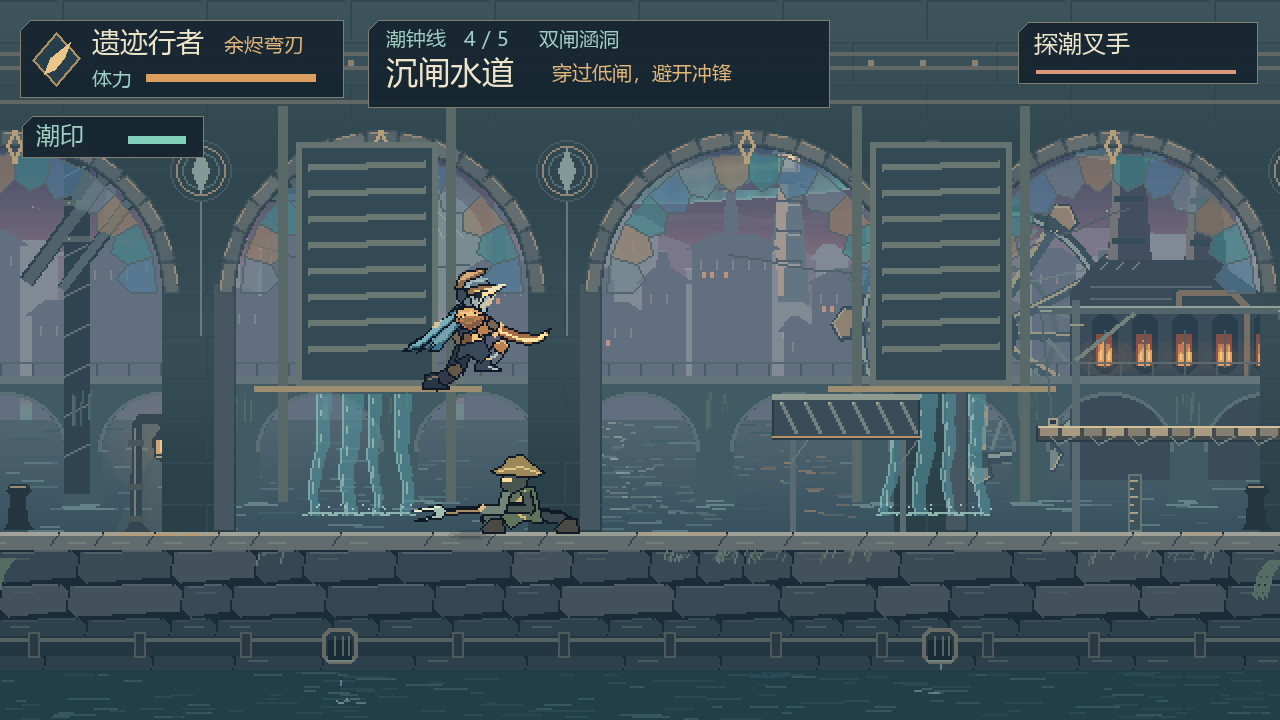 遗迹行者 余烬弯刃
体力
潮钟线 4 / 5 双闸涵洞
沉闸水道 穿过低闸，避开冲锋
探潮叉手
潮印